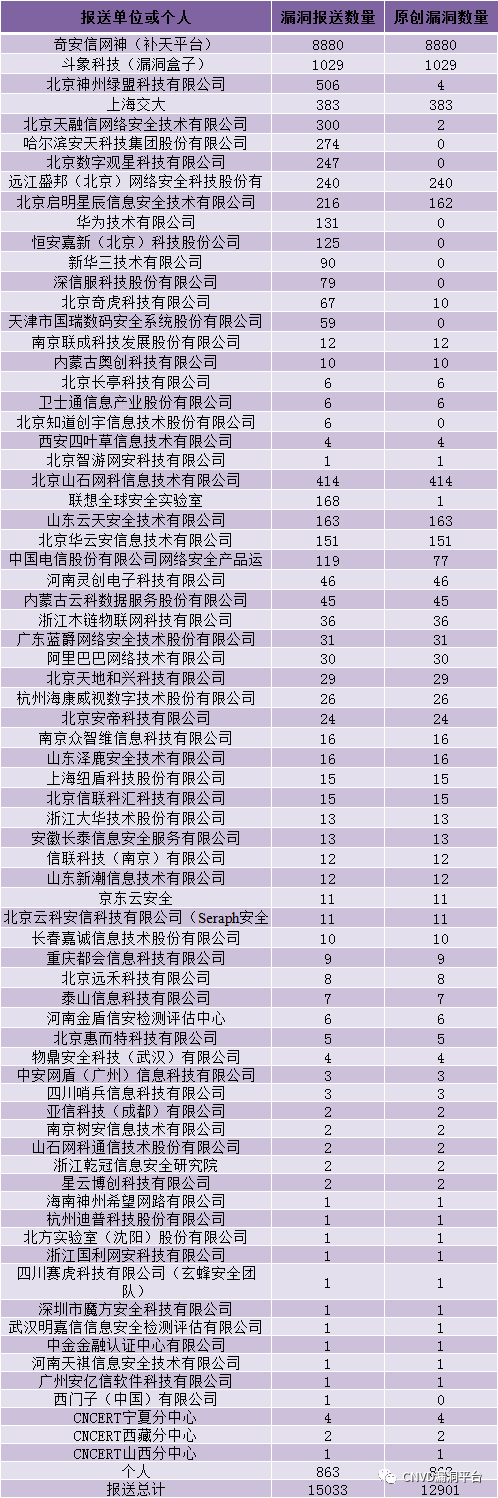 报送单位或个人 漏洞报送数量 原创漏洞数量
奇安信网神（补天平台） 8880 8880
斗象科技（漏洞盒子） 1029 1029
北京神州绿盟科技有限公司 506 4
上海交大 383 383
北京天融信网络安全技术有限公司 300 2
哈尔滨安天科技集团股份有限公司 274 0
北京数字观星科技有限公司 247 0
远江盛邦（北京）网络安全科技股份有 240 240
北京启明星辰信息安全技术有限公司 216 162
华为技术有限公司 131 0
恒安嘉新（北京）科技股份公司 125 0
新华三技术有限公司 90 0
深信服科技股份有限公司 79 0
北京奇虎科技有限公司 67 10
天津市国瑞数码安全系统股份有限公司 59 0
南京联成科技发展股份有限公司 12 12
内蒙古奥创科技有限公司 10 10
北京长亭科技有限公司 6 6
卫士通信息产业股份有限公司 6 6
北京知道创宇信息技术股份有限公司 6 0
西安四叶草信息技术有限公司 4 4
北京智游网安科技有限公司 1 1
北京山石网科信息技术有限公司 414 414
联想全球安全实验室 168 1
山东云天安全技术有限公司 163 163
北京华云安信息技术有限公司 151 151
中国电信股份有限公司网络安全产品运 119 77
河南灵创电子科技有限公司 46 46
内蒙古云科数据服务股份有限公司 45 45
浙江木链物联网科技有限公司 36 36
广东蓝爵网络安全技术股份有限公司 31 31
阿里巴巴网络技术有限公司 30 30
北京天地和兴科技有限公司 29 29
杭州海康威视数字技术股份有限公司 26 26
北京安帝科技有限公司 24 24
南京众智维信息科技有限公司 16 16
山东泽鹿安全技术有限公司 16 16
上海纽盾科技股份有限公司 15 15
北京信联科汇科技有限公司 15 15
浙江大华技术股份有限公司 13 13
安徽长泰信息安全服务有限公司 13 13
信联科技（南京）有限公司 12 12
山东新潮信息技术有限公司 12 12
京东云安全 11 11
北京云科安信科技有限公司（Seraph安全 11 11
长春嘉诚信息技术股份有限公司 10 10
重庆都会信息科技有限公司 9 9
北京远禾科技有限公司 8 8
泰山信息科技有限公司 7 7
河南金盾信安检测评估中心 6 6
北京惠而特科技有限公司 5 5
物鼎安全科技（武汉）有限公司 4 4
中安网盾（广州）信息科技有限公司 3 3
四川哨兵信息科技有限公司 3 3
亚信科技（成都）有限公司 2 2
南京树安信息技术有限公司 2 2
山石网科通信技术股份有限公司 2 2
浙江乾冠信息安全研究院 2 2
星云博创科技有限公司 2 2
海南神州希望网路有限公司 1 1
杭州迪普科技股份有限公司 1 1
北方实验室（沈阳）股份有限公司 1 1
浙江国利网安科技有限公司 1 1
四川赛虎科技有限公司（玄蜂安全团
队） 1 1
深圳市魔方安全科技有限公司 1 1
武汉明嘉信信息安全检测评估有限公司 1 1
中金金融认证中心有限公司 1 1
河南天祺信息安全技术有限公司 1 1
广州安亿信软件科技有限公司 1 1
西门子（中国）有限公司 1 0
CNCERT宁夏分中心 4 4
CNCERT西藏分中心 2 2
CNCERT山西分中心 1 1
个人 863 863
CNVD漏洞平台
报送总计 15033 12901